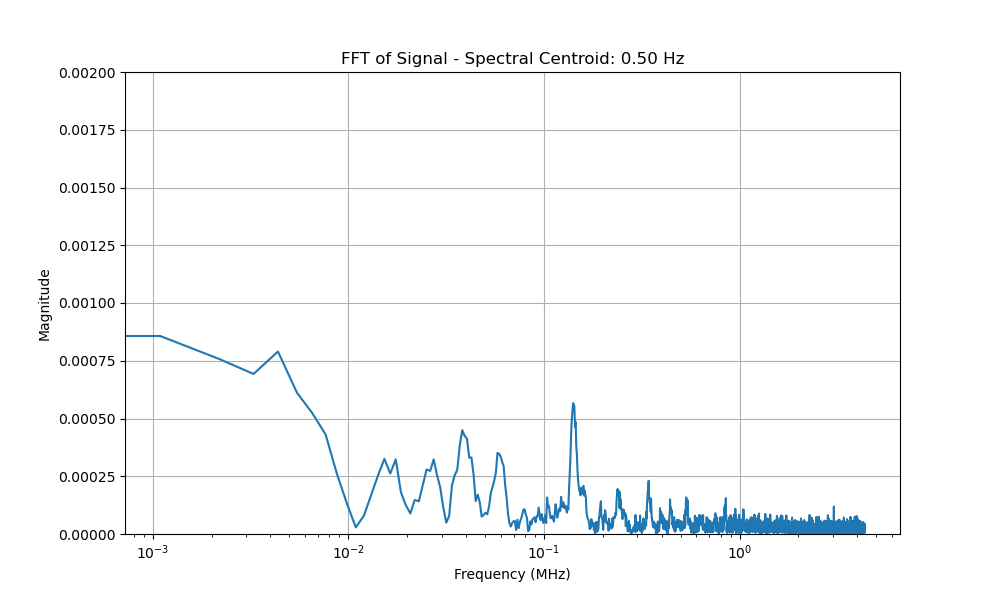 FFT of Signal - Spectral Centroid: 0.50 Hz
0.00200
0.00175
0.00150
0.00125
0.00100
0.00075
0.00050
0.00025
0.00000
Magnitude
10⁻³ 10⁻² 10⁻¹ 10⁰
Frequency (MHz)